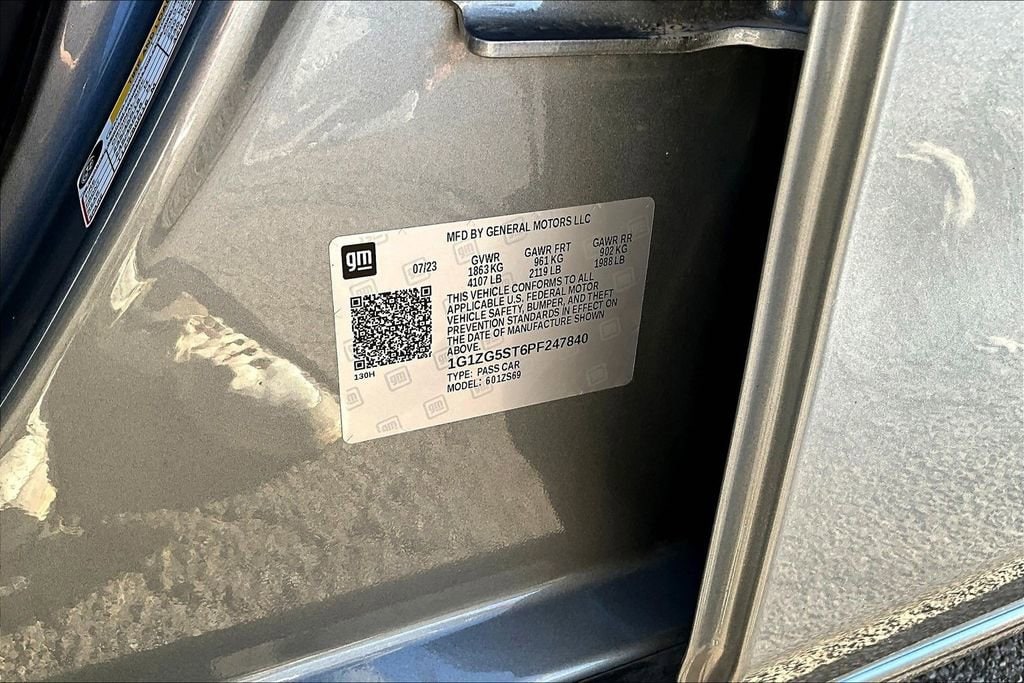 gm
MFD BY GENERAL MOTORS LLC
07/23
GVWR
1863 KG
4107 LB
GAWR FRT
961 KG
2119 LB
GAWR RR
902 KG
1988 LB
THIS VEHICLE CONFORMS TO ALL
APPLICABLE U.S. FEDERAL MOTOR
VEHICLE SAFETY, BUMPER, AND THEFT
PREVENTION STANDARDS IN EFFECT ON
THE DATE OF MANUFACTURE SHOWN
ABOVE.
1G1ZG5ST6PF247840
TYPE: PASS CAR
MODEL: 601ZS69
130H